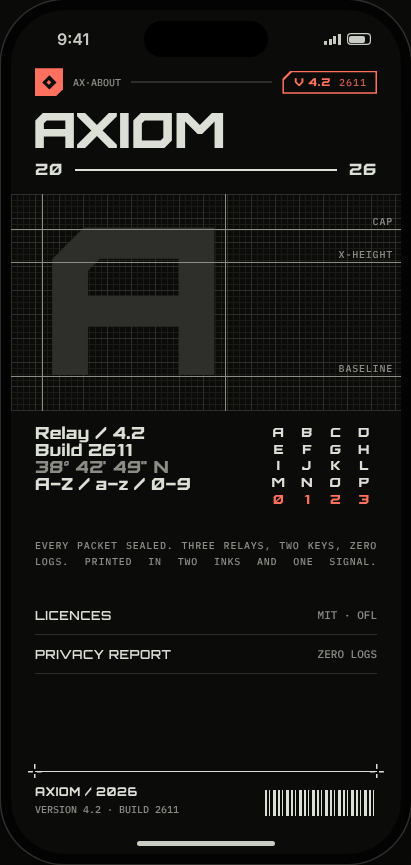 9:41
AX·ABOUT
V 4.2 2611
AXIOM
20 26
CAP
X-HEIGHT
A
BASELINE
Relay / 4.2
Build 2611
38° 42' 49" N
A–Z / a–z / 0–9
A B C D
E F G H
I J K L
M N O P
0 1 2 3
EVERY PACKET SEALED. THREE RELAYS, TWO KEYS, ZERO
LOGS. PRINTED IN TWO INKS AND ONE SIGNAL.
LICENCES MIT · OFL
PRIVACY REPORT ZERO LOGS
AXIOM / 2026
VERSION 4.2 · BUILD 2611